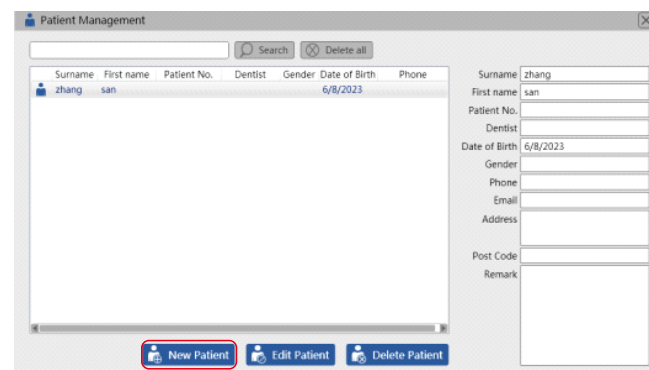 Patient Management
Search Delete all
Surname First name Patient No. Dentist Gender Date of Birth Phone
zhang san 6/8/2023
Surname zhang
First name san
Patient No.
Dentist
Date of Birth 6/8/2023
Gender
Phone
Email
Address
Post Code
Remark
New Patient Edit Patient Delete Patient